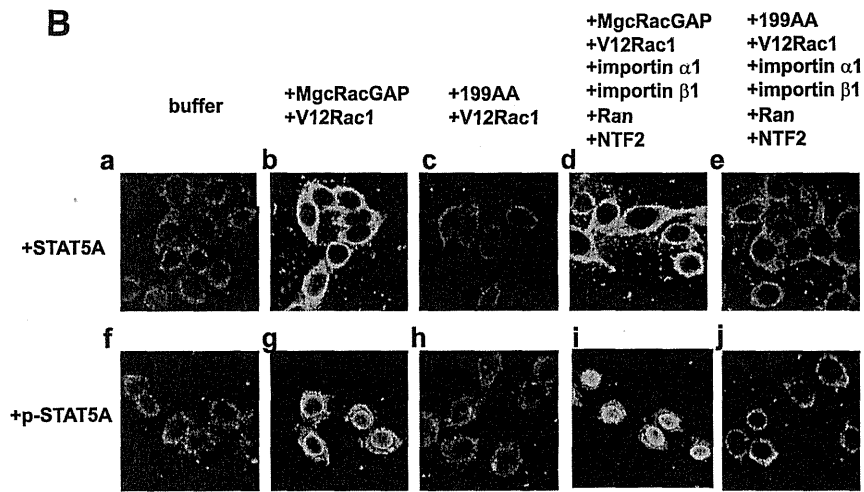 B
buffer
+MgcRacGAP
+V12Rac1
+199AA
+V12Rac1
+MgcRacGAP
+V12Rac1
+importin α1
+importin β1
+Ran
+NTF2
+199AA
+V12Rac1
+importin α1
+importin β1
+Ran
+NTF2
a b c d e
+STAT5A
f g h i j
+p-STAT5A